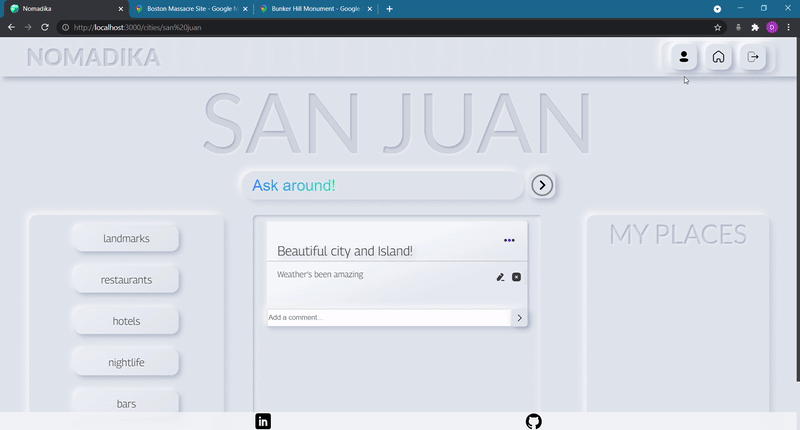 Nomadika
Boston Massacre Site - Google M
Bunker Hill Monument - Google
http://localhost:3000/cities/san%20juan
D
NOMADIKA
SAN JUAN
Ask around!
landmarks
restaurants
hotels
nightlife
bars
Beautiful city and Island!
Weather's been amazing
Add a comment...
MY PLACES